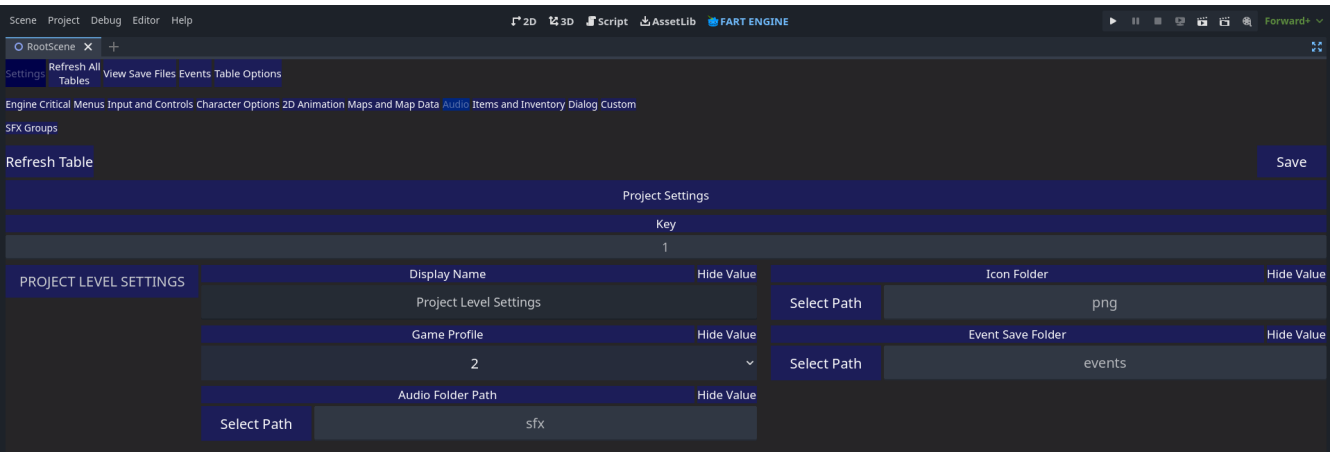 Scene Project Debug Editor Help 2D 3D Script AssetLib FART ENGINE Forward+
RootScene
Settings Refresh All Tables View Save Files Events Table Options
Engine Critical Menus Input and Controls Character Options 2D Animation Maps and Map Data Audio Items and Inventory Dialog Custom
SFX Groups
Refresh Table Save
Project Settings
Key
1
PROJECT LEVEL SETTINGS
Display Name Hide Value Icon Folder Hide Value
Project Level Settings Select Path png
Game Profile Hide Value Event Save Folder Hide Value
2 Select Path events
Audio Folder Path Hide Value
Select Path sfx